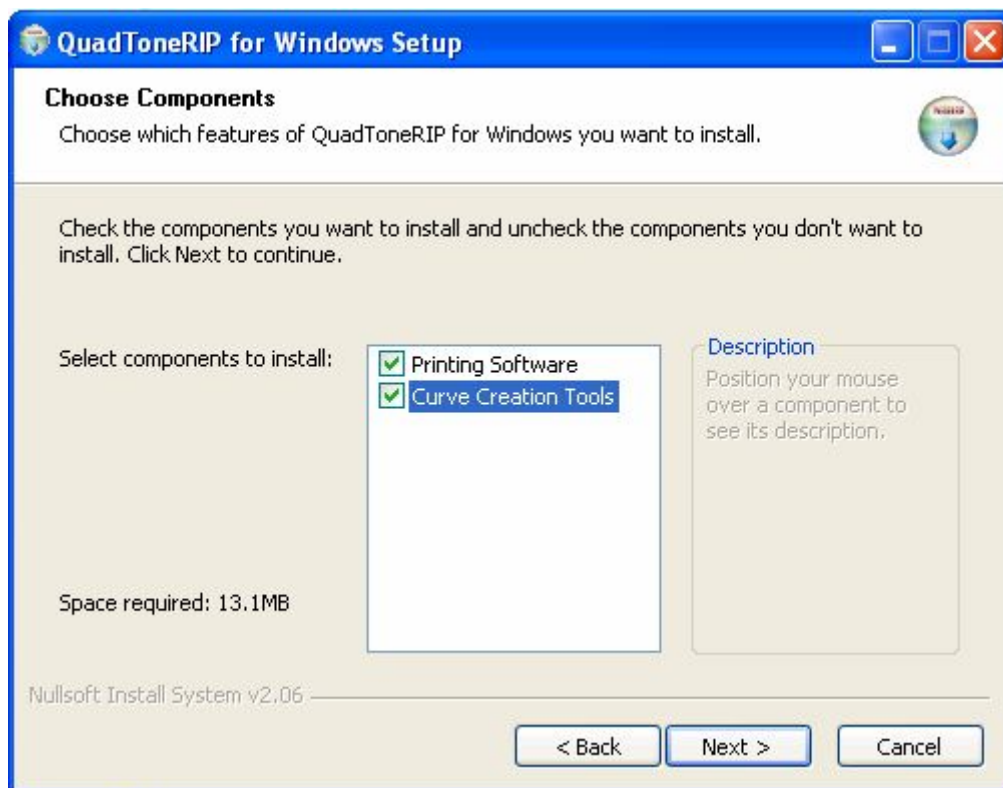 QuadToneRIP for Windows Setup
Choose Components
Choose which features of QuadToneRIP for Windows you want to install.
Check the components you want to install and uncheck the components you don't want to
install. Click Next to continue.
Select components to install:
Printing Software
Curve Creation Tools
Description
Position your mouse
over a component to
see its description.
Space required: 13.1MB
Nullsoft Install System v2.06
< Back
Next >
Cancel